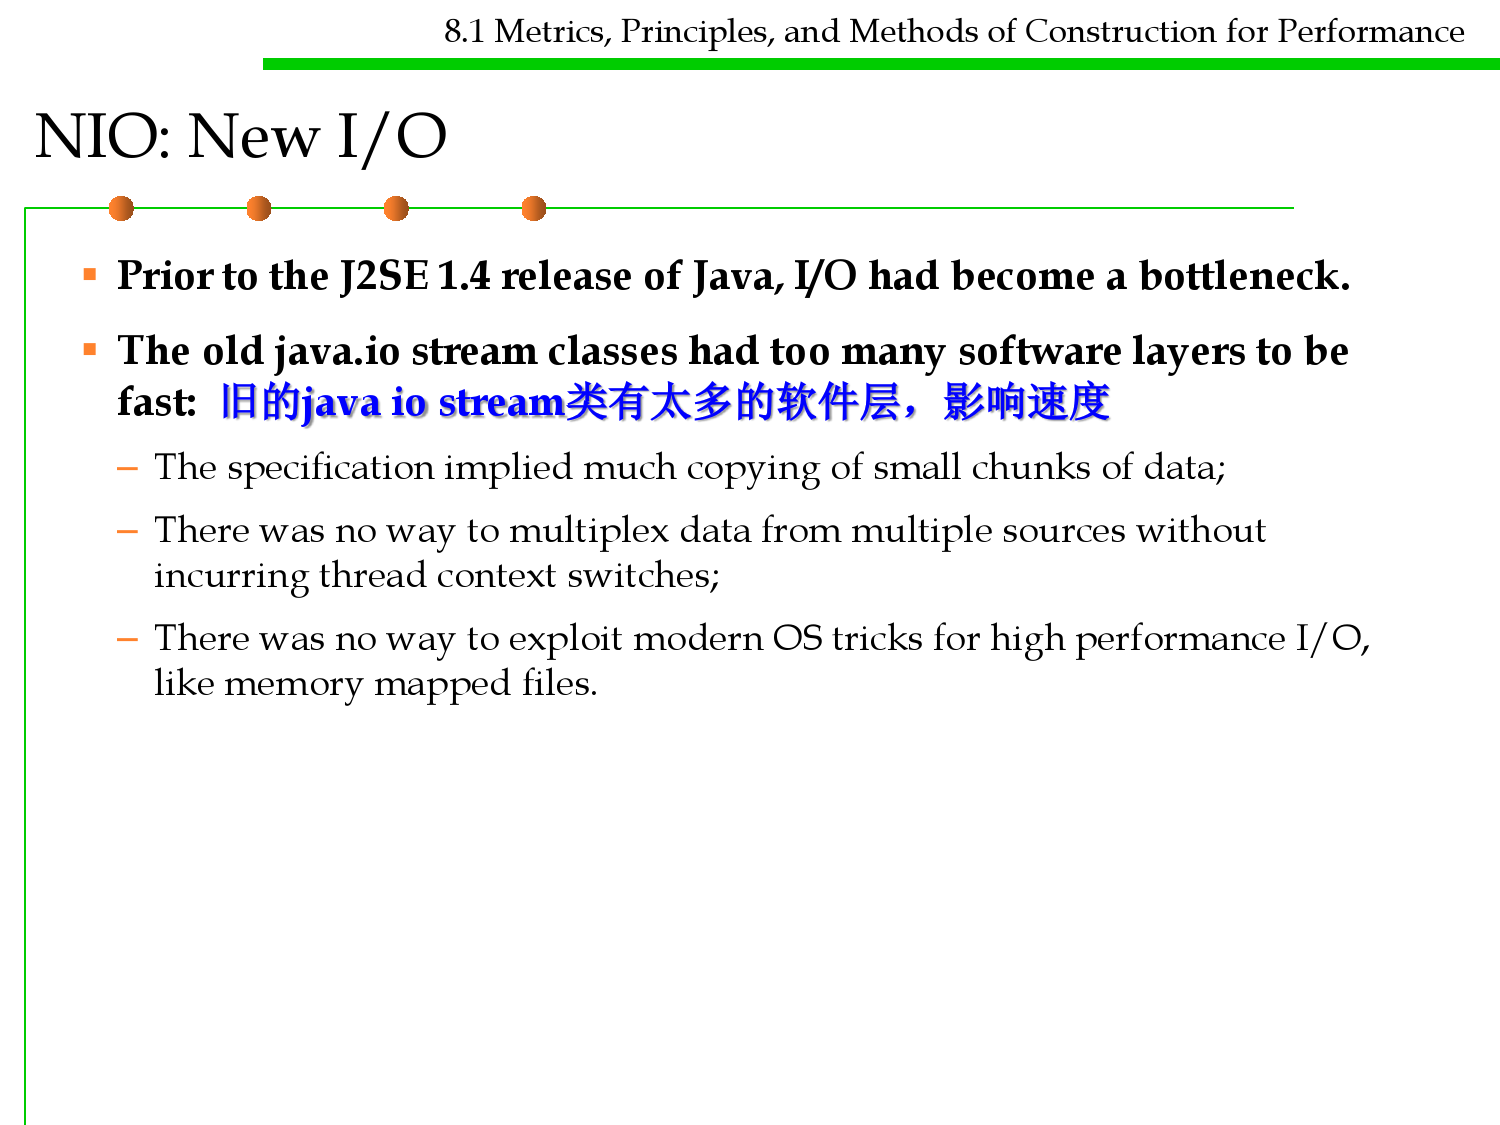 8.1 Metrics, Principles, and Methods of Construction for Performance
NIO: New I/O
▪ Prior to the J2SE 1.4 release of Java, I/O had become a bottleneck.
▪ The old java.io stream classes had too many software layers to be
fast: 旧的java io stream类有太多的软件层，影响速度
– The specification implied much copying of small chunks of data;
– There was no way to multiplex data from multiple sources without
incurring thread context switches;
– There was no way to exploit modern OS tricks for high performance I/O,
like memory mapped files.